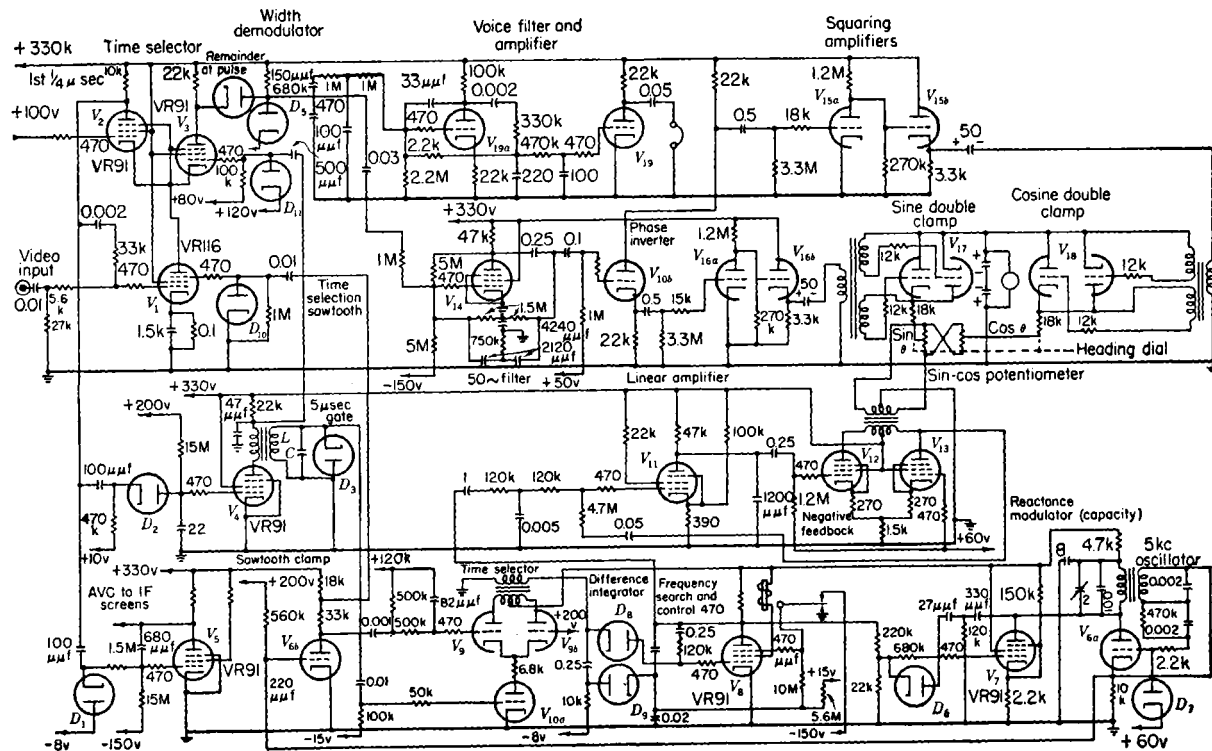 Width
demodulator
Voice filter and
amplifier
Squaring
amplifiers
+330k
Time selector
Remainder
at pulse
1st ¼ μ sec
10k
22k
150μμf
680k
1M
1M
33μμf
100k
0.002
22k
0.05
22k
1.2M
V15a
V15b
+100v
V2
VR91
V3
D5
470
100
μμf
470
V19a
330k
470k
470
V19
0.5
18k
50
470
VR91
470
100
k
500
μμf
0.03
2.2k
2.2M
22k
220
100
3.3M
270k
3.3k
+80v
+120v
D11
+330v
Cosine double
clamp
Sine double
clamp
0.002
33k
VR116
470
470
0.01
Video
input
0.01
5.6
k
27k
V1
1.5k
0.1
D10
1M
Time
selection
sawtooth
1M
5M
470
V14
47k
0.25
0.1
Phase
inverter
V10b
1.2M
V16a
V16b
50
12k
V17
V18
12k
1.5M
0.5
15k
270
k
3.3k
12k
18k
18k
12k
5M
750k
4240
μμf
2120
μμf
1M
22k
3.3M
Sin
θ
Cos θ
Heading dial
-150v
50~filter
+50v
Linear amplifier
Sin-cos potentiometer
+330v
+200v
47
μμf
22k
5μsec
gate
L
C
D3
15M
100μμf
D2
470
V4
VR91
470
k
22
+10v
22k
47k
100k
0.25
V11
1
120k
120k
470
4.7M
0.005
0.05
390
1200
μμf
V12
V13
470
1.2M
270
270
470
Negative
feedback
1.5k
+60v
Reactance
modulator (capacity)
4.7k
5kc
oscillator
+330v
Sawtooth clamp
+200v
+120k
Time selector
Difference
integrator
Frequency
search and
control 470
AVG to IF
screens
18k
560k
33k
500k
82μμf
0.001
500k
470
V9
+200
v
V9b
D8
0.25
120k
470
27μμf
330
μμf
120
k
150k
8
2
100
0.002
470k
0.002
100
μμf
1.5M
680
μμf
470
V5
VR91
V6b
15M
220
μμf
0.01
50k
6.8k
0.25
10k
D9
V8
VR91
470
μμf
10M
+15v
220k
680k
470
V7
VR91
2.2k
V6a
2.2k
D1
-8v
-150v
-15v
100k
V10a
-8v
0.02
-150v
5.6M
22k
D6
10
k
D7
+60v